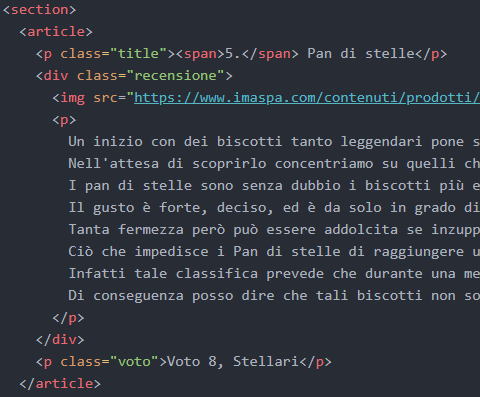 <section>
<article>
<p class="title"><span>5.</span> Pan di stelle</p>
<div class="recensione">
<img src="https://www.imaspa.com/contenuti/prodotti/
<p>
Un inizio con dei biscotti tanto leggendari pone s
Nell'attesa di scoprirlo concentriamo su quelli ch
I pan di stelle sono senza dubbio i biscotti più e
Il gusto è forte, deciso, ed è da solo in grado di
Tanta fermezza però può essere addolcita se inzupp
Ciò che impedisce i Pan di stelle di raggiungere u
Infatti tale classifica prevede che durante una me
Di conseguenza posso dire che tali biscotti non so
</p>
</div>
<p class="voto">Voto 8, Stellari</p>
</article>